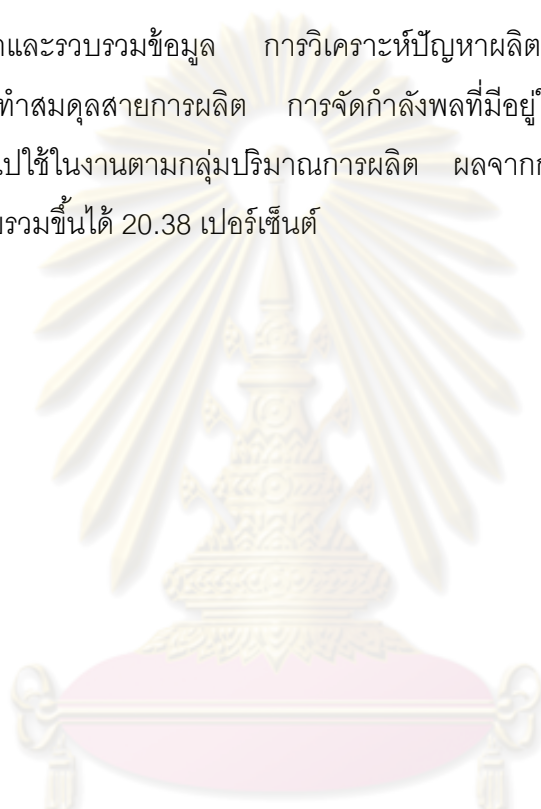 และรวบรวมข้อมูล การวิเคราะห์ปัญหาผลิต
ทำสมดุลสายการผลิต การจัดกำลังพลที่มีอยู่
ไปใช้ในงานตามกลุ่มปริมาณการผลิต ผลจาก
รวมขึ้นได้ 20.38 เปอร์เซ็นต์